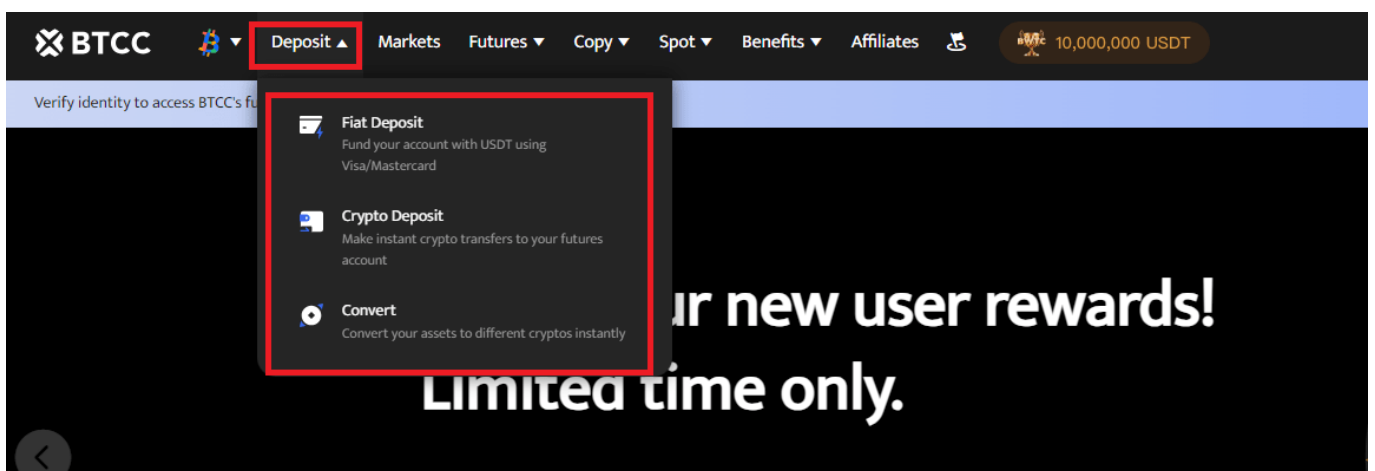 BTCC Deposit ▲ Markets Futures ▼ Copy ▼ Spot ▼ Benefits ▼ Affiliates 10,000,000 USDT
Verify identity to access BTCC's
Fiat Deposit
Fund your account with USDT using
Visa/Mastercard
Crypto Deposit
Make instant crypto transfers to your futures
account
Convert
Convert your assets to different cryptos instantly
new user rewards!
Limited time only.